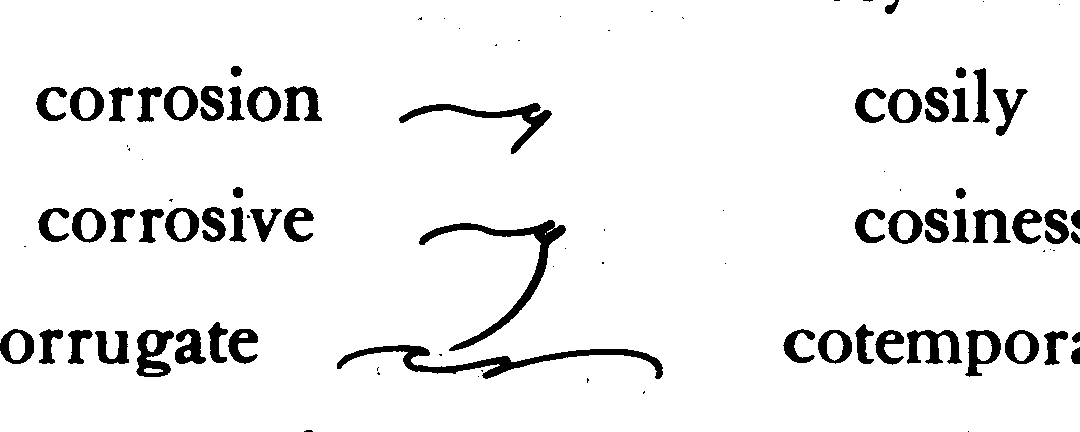 corrosion cosily
corrosive cosiness
orrugate cotempora